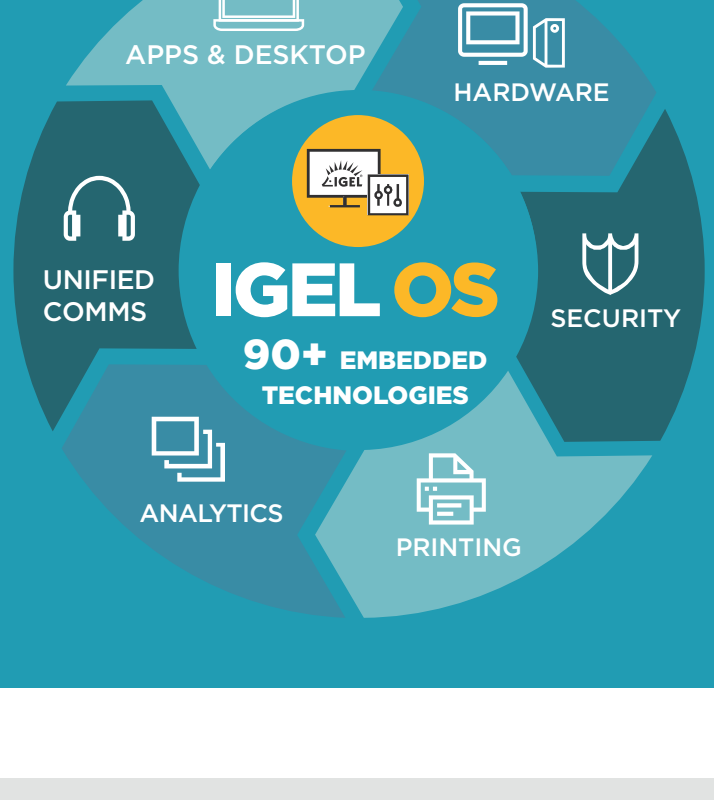 APPS & DESKTOP
HARDWARE
IGEL
IGEL OS
90+ EMBEDDED
TECHNOLOGIES
UNIFIED
COMMS
SECURITY
ANALYTICS
PRINTING